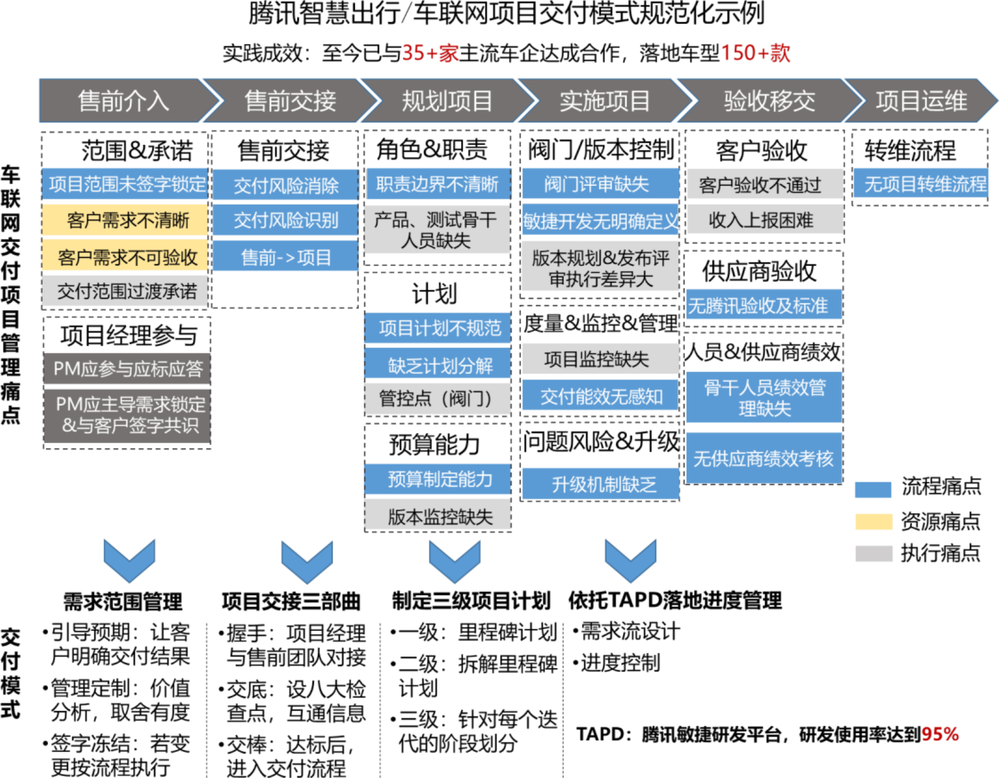 腾讯智慧出行/车联网项目交付模式规范化示例
实践成效：至今已与35+家主流车企达成合作，落地车型150+款
售前介入
售前交接
规划项目
实施项目
验收移交
项目运维
车联网交付项目管理痛点
范围&承诺
项目范围未签字锁定
客户需求不清晰
客户需求不可验收
交付范围过渡承诺
项目经理参与
PM应参与应标应答
PM应主导需求锁定
&与客户签字共识
售前交接
交付风险消除
交付风险识别
售前->项目
角色&职责
职责边界不清晰
产品、测试骨干
人员缺失
计划
项目计划不规范
缺乏计划分解
管控点（阀门）
预算能力
预算制定能力
版本监控缺失
阀门/版本控制
阀门评审缺失
敏捷开发无明确定义
版本规划&发布评
审执行差异大
度量&监控&管理
项目监控缺失
交付能效无感知
问题风险&升级
升级机制缺乏
客户验收
客户验收不通过
收入上报困难
供应商验收
无腾讯验收及标准
人员&供应商绩效
骨干人员绩效管
理缺失
无供应商绩效考核
转维流程
无项目转维流程
流程痛点
资源痛点
执行痛点
交付模式
需求范围管理
•引导预期：让客
户明确交付结果
•管理定制：价值
分析，取舍有度
•签字冻结：若变
更按流程执行
项目交接三部曲
•握手：项目经理
与售前团队对接
•交底：设八大检
查点，互通信息
•交棒：达标后，
进入交付流程
制定三级项目计划
•一级：里程碑计划
•二级：拆解里程碑
计划
•三级：针对每个迭
代的阶段划分
依托TAPD落地进度管理
•需求流设计
•进度控制
TAPD：腾讯敏捷研发平台，研发使用率达到95%